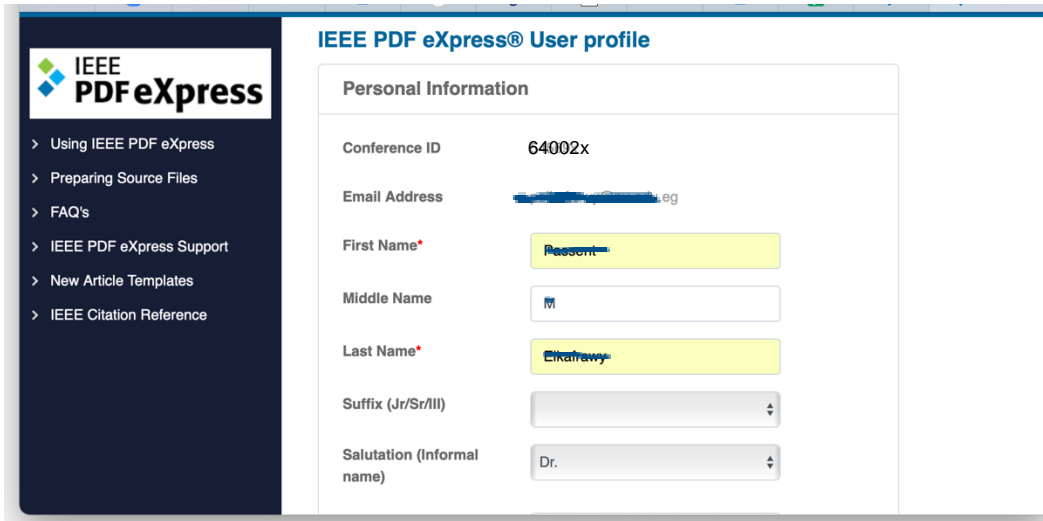 IEEE
PDF eXpress
Using IEEE PDF eXpress
Preparing Source Files
FAQ's
IEEE PDF eXpress Support
New Article Templates
IEEE Citation Reference
IEEE PDF eXpress® User profile
Personal Information
Conference ID 64002x
Email Address .eg
First Name*
Middle Name
Last Name*
Suffix (Jr/Sr/III)
Salutation (Informal
name) Dr.